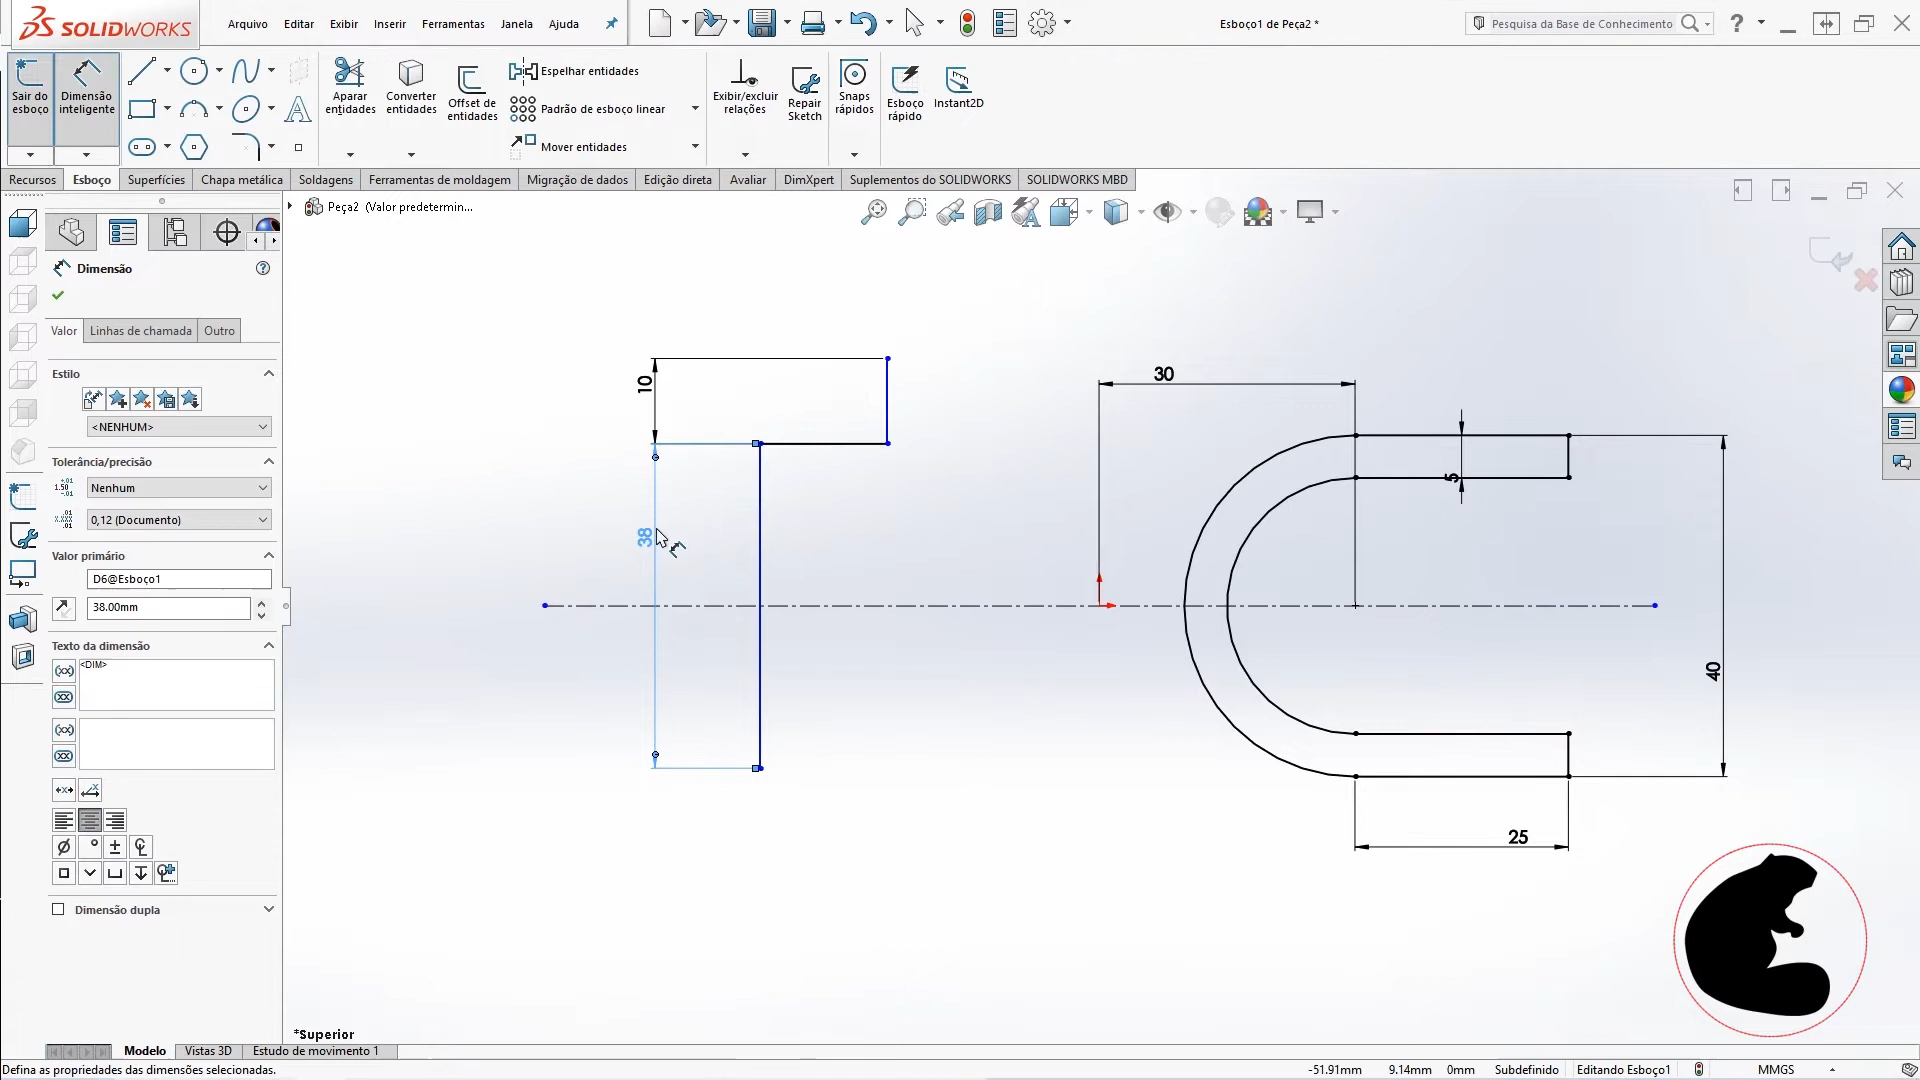 SOLIDWORKS
Arquivo Editar Exibir Inserir Ferramentas Janela Ajuda
Esboço1 de Peça2 *
Pesquisa da Base de Conhecimento
Sair do esboço
Dimensão inteligente
Aparar entidades
Converter entidades
Offset de entidades
Espelhar entidades
Padrão de esboço linear
Mover entidades
Exibir/excluir relações
Repair Sketch
Snaps rápidos
Esboço rápido
Instant2D
Recursos Esboço Superfícies Chapa metálica Soldagens Ferramentas de moldagem Migração de dados Edição direta Avaliar DimXpert Suplementos do SOLIDWORKS SOLIDWORKS MBD
Peça2 (Valor predetermin...
Dimensão
Valor Linhas de chamada Outro
Estilo
<NENHUM>
Tolerância/precisão
Nenhum
0,12 (Documento)
Valor primário
D6@Esboço1
38.00mm
Texto da dimensão
<DIM>
Dimensão dupla
10
38
30
5
40
25
*Superior
Modelo Vistas 3D Estudo de movimento 1
Defina as propriedades das dimensões selecionadas.
-51.91mm 9.14mm 0mm Subdefinido Editando Esboço1 MMGS